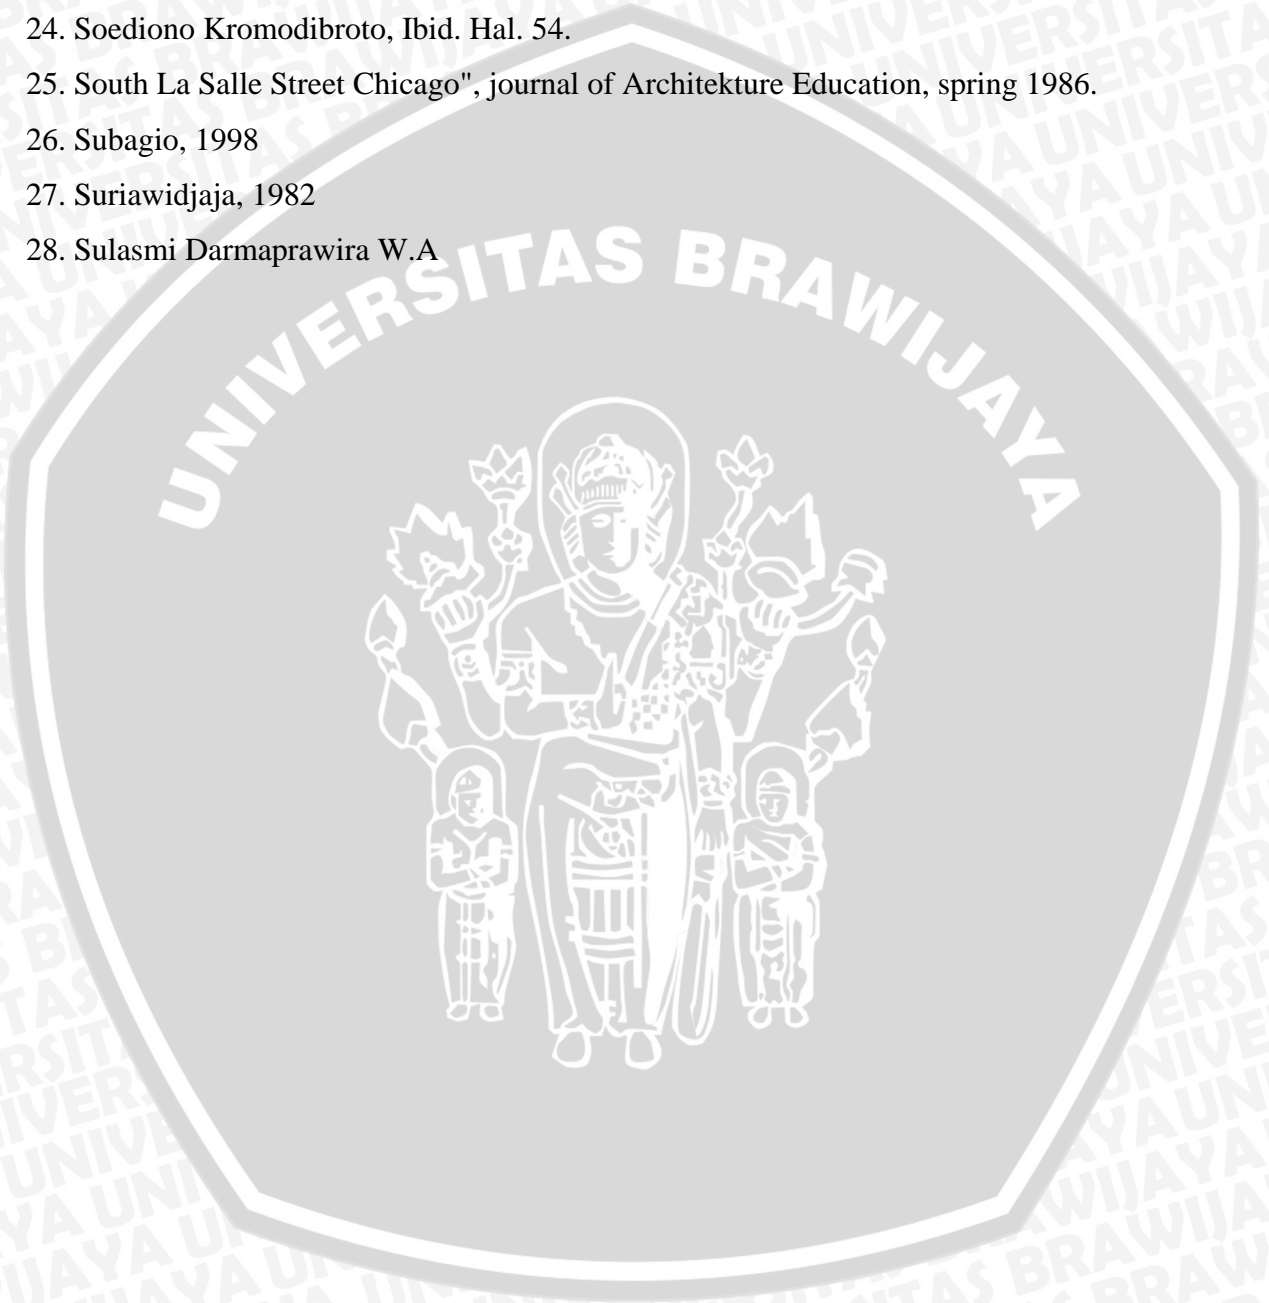 24. Soediono Kromodibroto, Ibid. Hal. 54.
25. South La Salle Street Chicago", journal of Architekture Education, spring 1986.
26. Subagio, 1998
27. Suriawidjaja, 1982
28. Sulasmi Darmaprawira W.A
UNIVERSITAS BRAWIJAYA